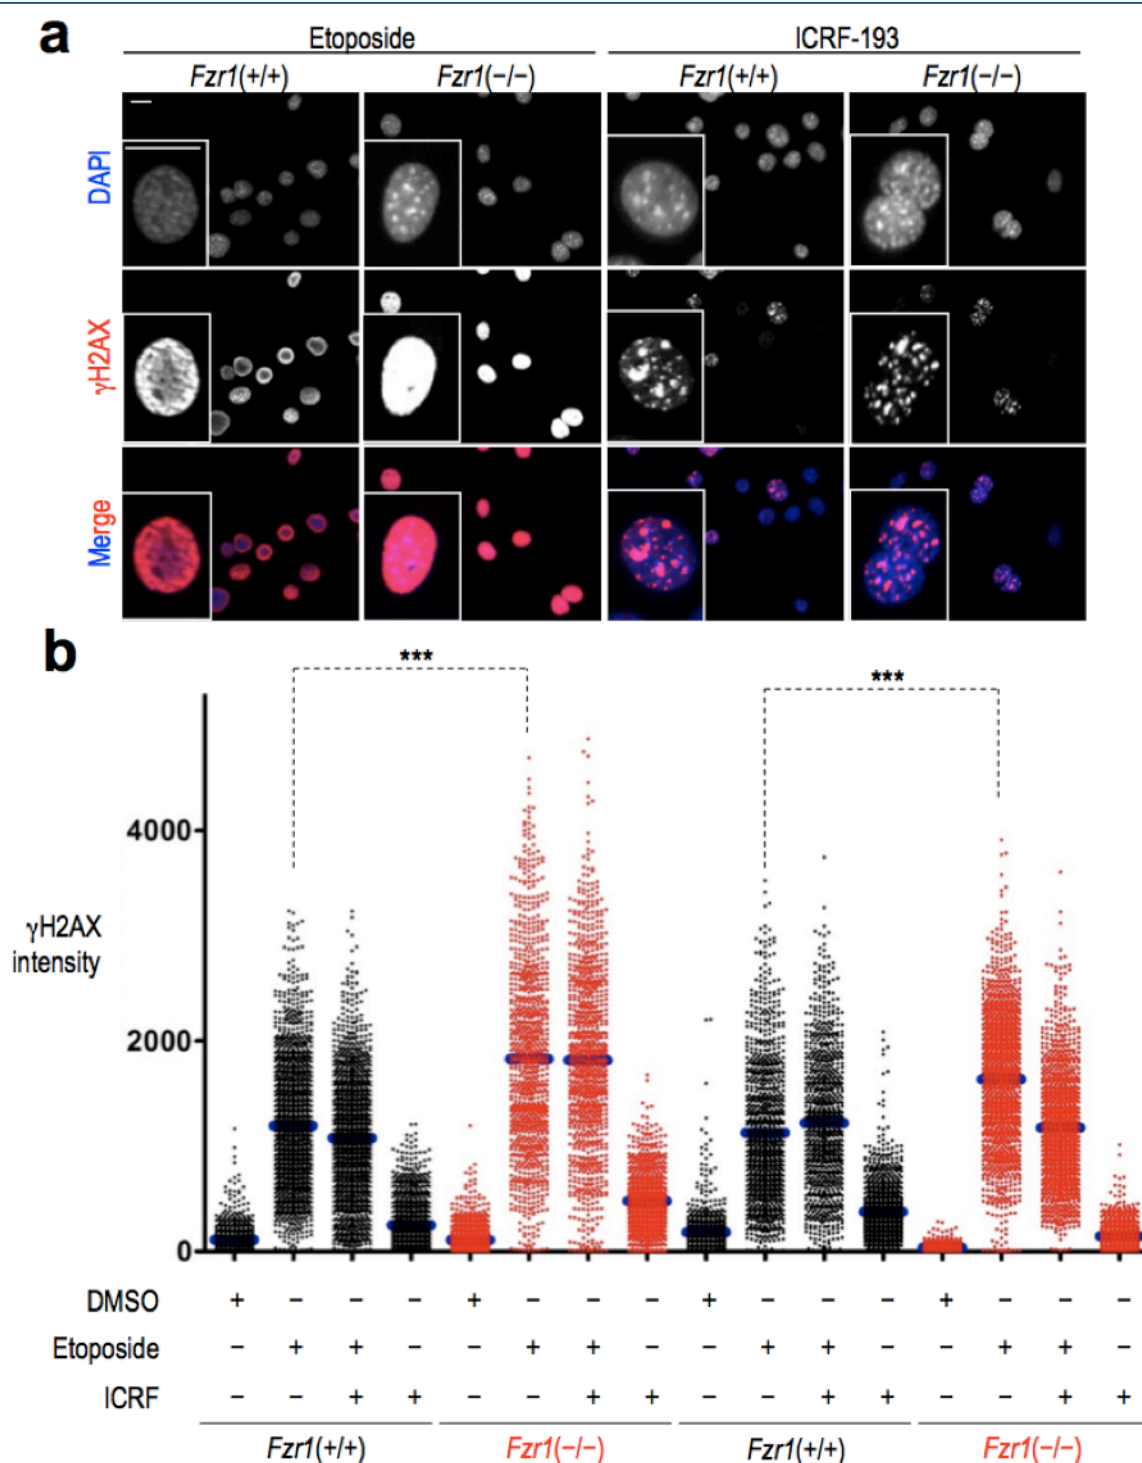 a
Etoposide ICRF-193
Fzr1(+/+) Fzr1(−/−) Fzr1(+/+) Fzr1(−/−)
DAPI
γH2AX
Merge
b
*** ***
4000
γH2AX
intensity
2000
0
DMSO + − − − + − − − + − − − + − − −
Etoposide − + + − − + + − − + + − − + + −
ICRF − − + + − − + + − − + + − − + +
Fzr1(+/+) Fzr1(−/−) Fzr1(+/+) Fzr1(−/−)